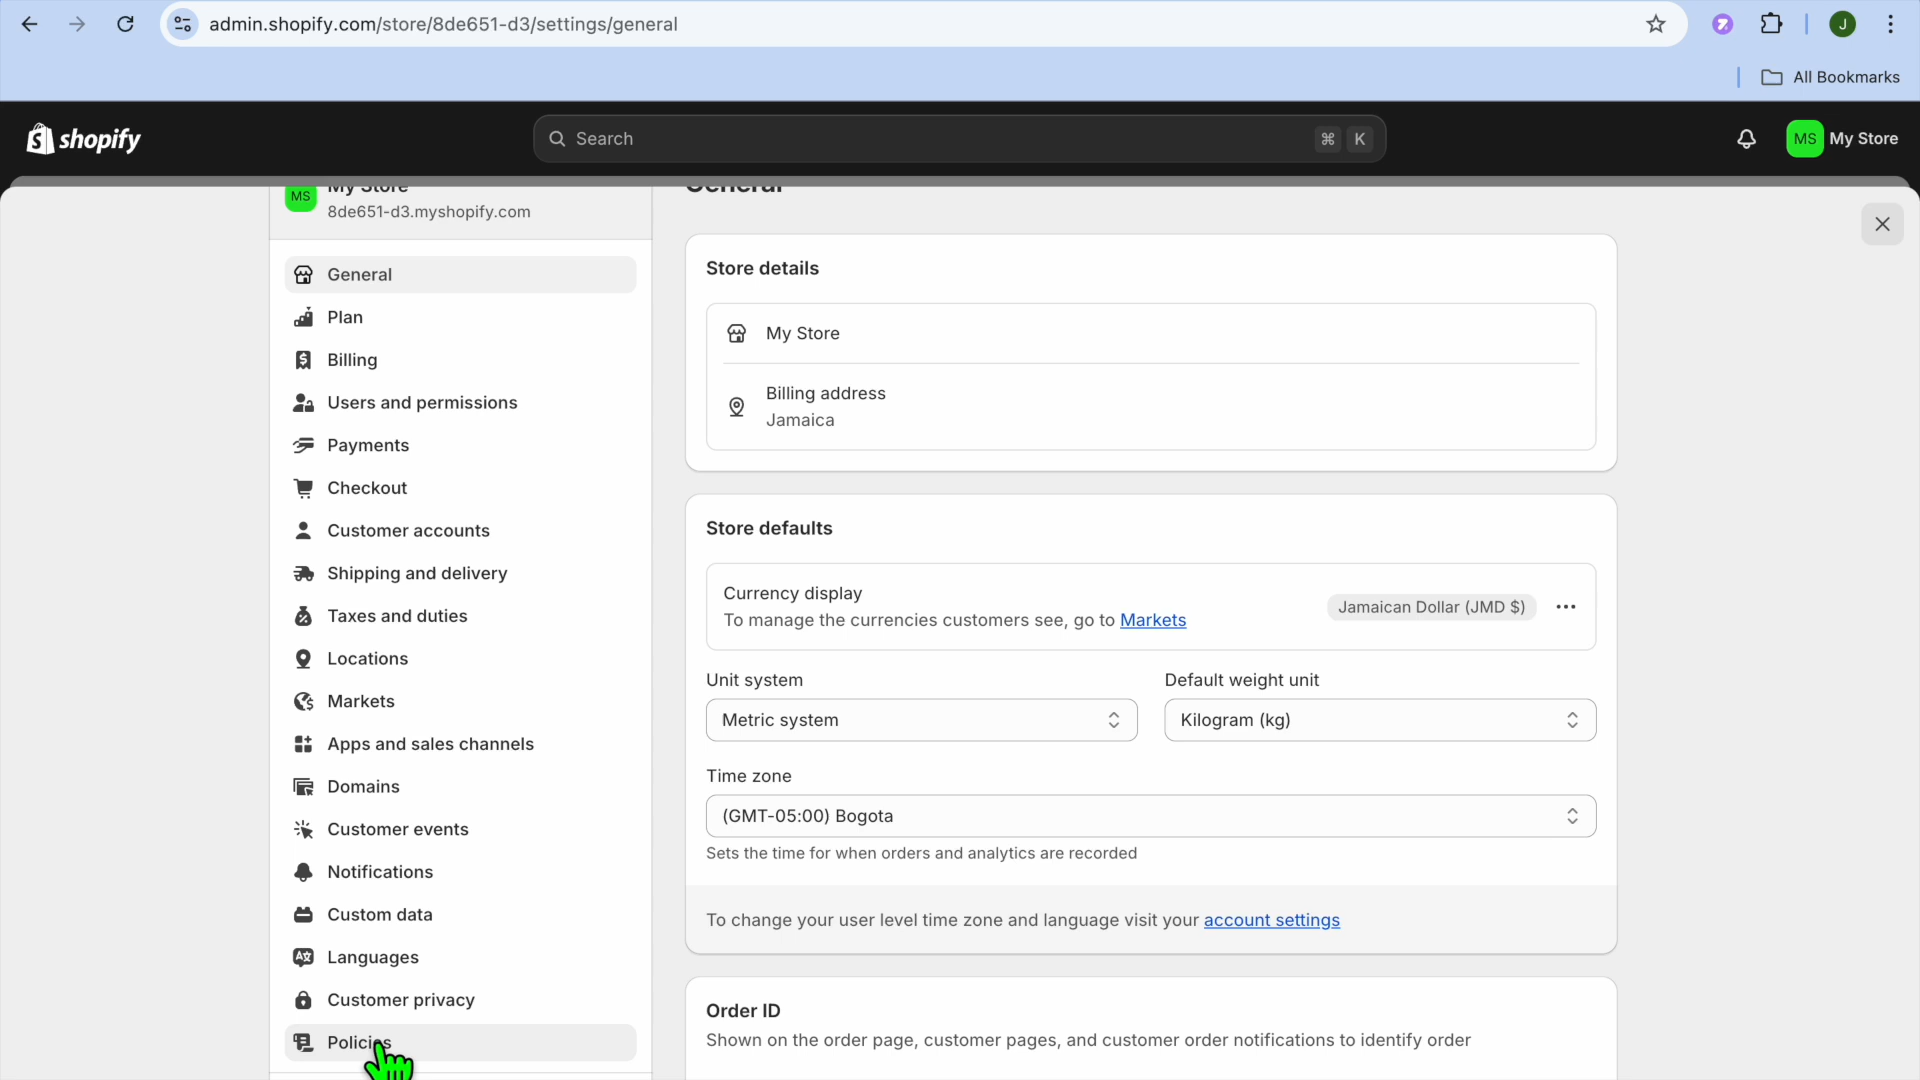 admin.shopify.com/store/8de651-d3/settings/general
J
All Bookmarks
shopify
Search
⌘ K
MS My Store
MS
My Store
8de651-d3.myshopify.com
General
Plan
Billing
Users and permissions
Payments
Checkout
Customer accounts
Shipping and delivery
Taxes and duties
Locations
Markets
Apps and sales channels
Domains
Customer events
Notifications
Custom data
Languages
Customer privacy
Policies
General
Store details
My Store
Billing address
Jamaica
Store defaults
Currency display
Jamaican Dollar (JMD $)
To manage the currencies customers see, go to Markets
Unit system
Default weight unit
Metric system
Kilogram (kg)
Time zone
(GMT-05:00) Bogota
Sets the time for when orders and analytics are recorded
To change your user level time zone and language visit your account settings
Order ID
Shown on the order page, customer pages, and customer order notifications to identify order